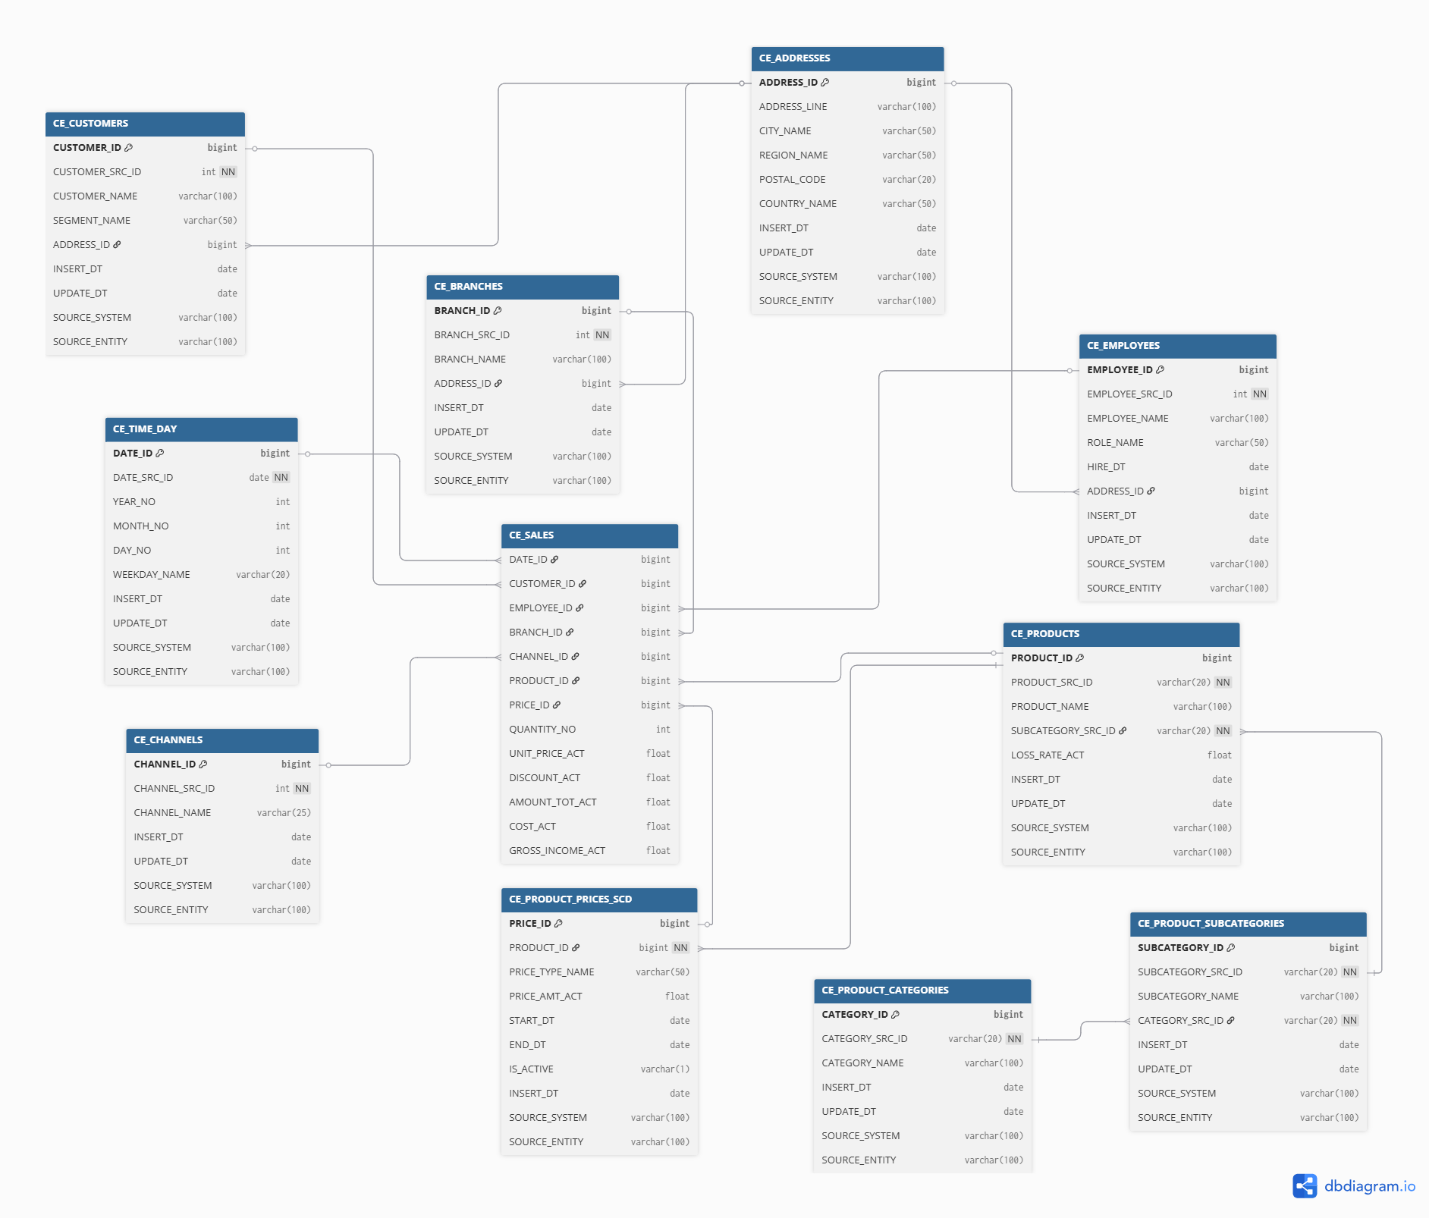 CE_ADDRESSES
ADDRESS_ID bigint
ADDRESS_LINE varchar(100)
CITY_NAME varchar(50)
REGION_NAME varchar(50)
POSTAL_CODE varchar(20)
COUNTRY_NAME varchar(50)
INSERT_DT date
UPDATE_DT date
SOURCE_SYSTEM varchar(100)
SOURCE_ENTITY varchar(100)
CE_CUSTOMERS
CUSTOMER_ID bigint
CUSTOMER_SRC_ID int NN
CUSTOMER_NAME varchar(100)
SEGMENT_NAME varchar(50)
ADDRESS_ID bigint
INSERT_DT date
UPDATE_DT date
SOURCE_SYSTEM varchar(100)
SOURCE_ENTITY varchar(100)
CE_BRANCHES
BRANCH_ID bigint
BRANCH_SRC_ID int NN
BRANCH_NAME varchar(100)
ADDRESS_ID bigint
INSERT_DT date
UPDATE_DT date
SOURCE_SYSTEM varchar(100)
SOURCE_ENTITY varchar(100)
CE_EMPLOYEES
EMPLOYEE_ID bigint
EMPLOYEE_SRC_ID int NN
EMPLOYEE_NAME varchar(100)
ROLE_NAME varchar(50)
HIRE_DT date
ADDRESS_ID bigint
INSERT_DT date
UPDATE_DT date
SOURCE_SYSTEM varchar(100)
SOURCE_ENTITY varchar(100)
CE_TIME_DAY
DATE_ID bigint
DATE_SRC_ID date NN
YEAR_NO int
MONTH_NO int
DAY_NO int
WEEKDAY_NAME varchar(20)
INSERT_DT date
UPDATE_DT date
SOURCE_SYSTEM varchar(100)
SOURCE_ENTITY varchar(100)
CE_SALES
DATE_ID bigint
CUSTOMER_ID bigint
EMPLOYEE_ID bigint
BRANCH_ID bigint
CHANNEL_ID bigint
PRODUCT_ID bigint
PRICE_ID bigint
QUANTITY_NO int
UNIT_PRICE_ACT float
DISCOUNT_ACT float
AMOUNT_TOT_ACT float
COST_ACT float
GROSS_INCOME_ACT float
CE_PRODUCTS
PRODUCT_ID bigint
PRODUCT_SRC_ID varchar(20) NN
PRODUCT_NAME varchar(100)
SUBCATEGORY_SRC_ID varchar(20) NN
LOSS_RATE_ACT float
INSERT_DT date
UPDATE_DT date
SOURCE_SYSTEM varchar(100)
SOURCE_ENTITY varchar(100)
CE_CHANNELS
CHANNEL_ID bigint
CHANNEL_SRC_ID int NN
CHANNEL_NAME varchar(25)
INSERT_DT date
UPDATE_DT date
SOURCE_SYSTEM varchar(100)
SOURCE_ENTITY varchar(100)
CE_PRODUCT_PRICES_SCD
PRICE_ID bigint
PRODUCT_ID bigint NN
PRICE_TYPE_NAME varchar(50)
PRICE_AMT_ACT float
START_DT date
END_DT date
IS_ACTIVE varchar(1)
INSERT_DT date
SOURCE_SYSTEM varchar(100)
SOURCE_ENTITY varchar(100)
CE_PRODUCT_SUBCATEGORIES
SUBCATEGORY_ID bigint
SUBCATEGORY_SRC_ID varchar(20) NN
SUBCATEGORY_NAME varchar(100)
CATEGORY_SRC_ID varchar(20) NN
INSERT_DT date
UPDATE_DT date
SOURCE_SYSTEM varchar(100)
SOURCE_ENTITY varchar(100)
CE_PRODUCT_CATEGORIES
CATEGORY_ID bigint
CATEGORY_SRC_ID varchar(20) NN
CATEGORY_NAME varchar(100)
INSERT_DT date
UPDATE_DT date
SOURCE_SYSTEM varchar(100)
SOURCE_ENTITY varchar(100)
dbdiagram.io